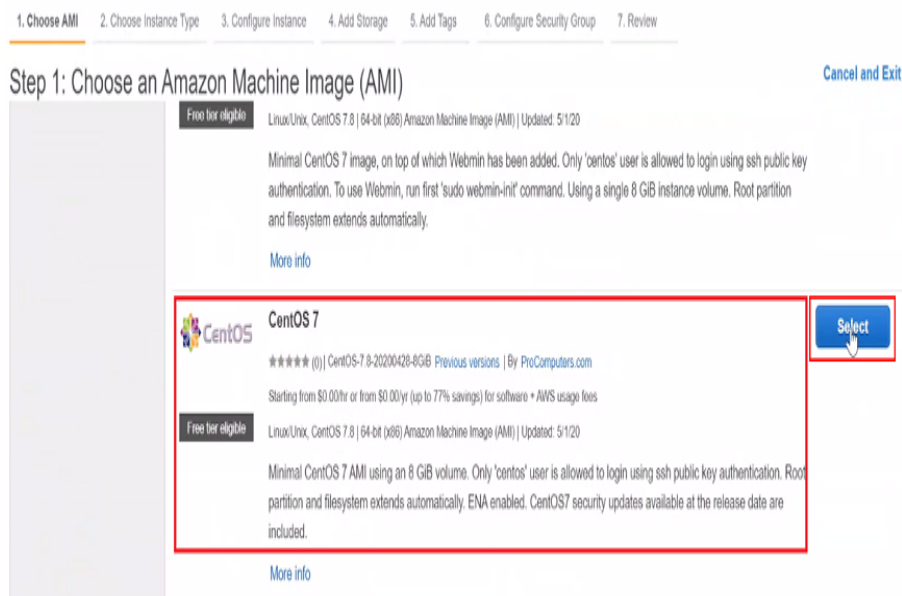 1. Choose AMI 2. Choose Instance Type 3. Configure Instance 4. Add Storage 5. Add Tags 6. Configure Security Group 7. Review
Step 1: Choose an Amazon Machine Image (AMI)
Cancel and Exit
Free tier eligible
Linux/Unix, CentOS 7.8 | 64-bit (x86) Amazon Machine Image (AMI) | Updated: 5/1/20
Minimal CentOS 7 image, on top of which Webmin has been added. Only 'centos' user is allowed to login using ssh public key
authentication. To use Webmin, run first 'sudo webmin-init' command. Using a single 8 GiB instance volume. Root partition
and filesystem extends automatically.
More info
CentOS
CentOS 7
Select
(0) | CentOS-7.8-20200428-8GiB Previous versions | By ProComputers.com
Starting from $0.00/hr or from $0.00/yr (up to 77% savings) for software + AWS usage fees
Free tier eligible
Linux/Unix, CentOS 7.8 | 64-bit (x86) Amazon Machine Image (AMI) | Updated: 5/1/20
Minimal CentOS 7 AMI using an 8 GiB volume. Only 'centos' user is allowed to login using ssh public key authentication. Root
partition and filesystem extends automatically. ENA enabled. CentOS7 security updates available at the release date are
included.
More info